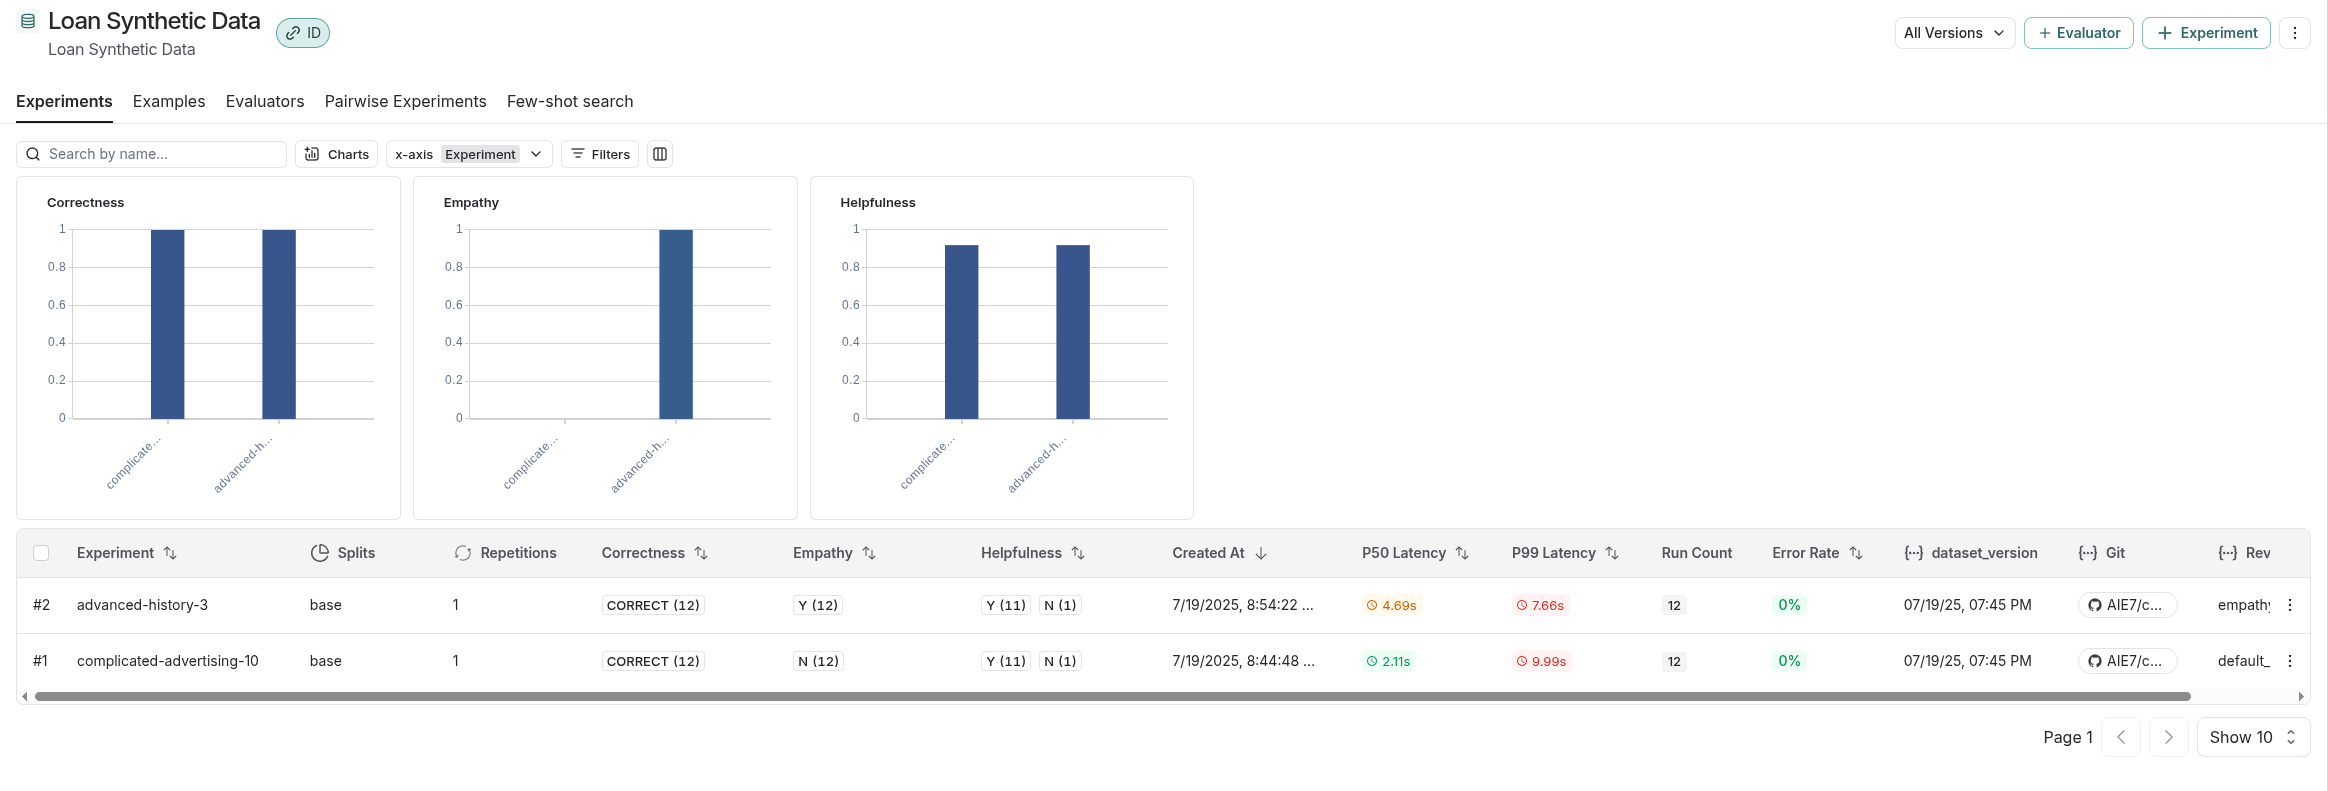 Loan Synthetic Data
ID
Loan Synthetic Data
All Versions
+ Evaluator
+ Experiment
Experiments Examples Evaluators Pairwise Experiments Few-shot search
Search by name...
Charts
x-axis Experiment
Filters
Correctness
1
0.8
0.6
0.4
0.2
0
complicate...
advanced-h...
Empathy
1
0.8
0.6
0.4
0.2
0
complicate...
advanced-h...
Helpfulness
1
0.8
0.6
0.4
0.2
0
complicate...
advanced-h...
Experiment Splits Repetitions Correctness Empathy Helpfulness Created At P50 Latency P99 Latency Run Count Error Rate dataset_version Git Rev
#2 advanced-history-3 base 1 CORRECT (12) Y (12) Y (11) N (1) 7/19/2025, 8:54:22 ... 4.69s 7.66s 12 0% 07/19/25, 07:45 PM AIE7/c... empathy
#1 complicated-advertising-10 base 1 CORRECT (12) N (12) Y (11) N (1) 7/19/2025, 8:44:48 ... 2.11s 9.99s 12 0% 07/19/25, 07:45 PM AIE7/c... default_
Page 1
Show 10